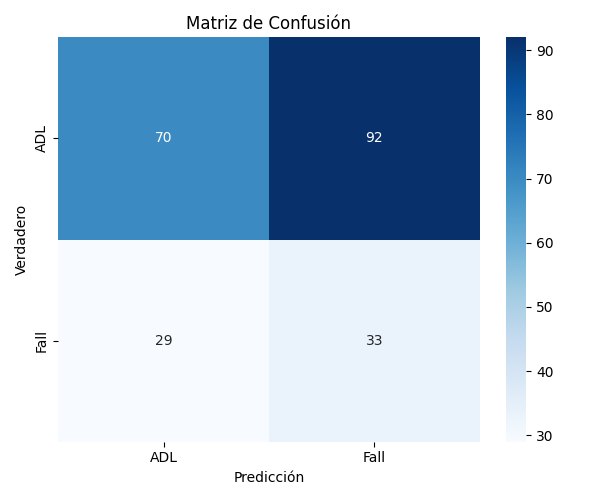 Matriz de Confusión
ADL
70
92
Verdadero
Fall
29
33
ADL
Fall
Predicción
90
80
70
60
50
40
30